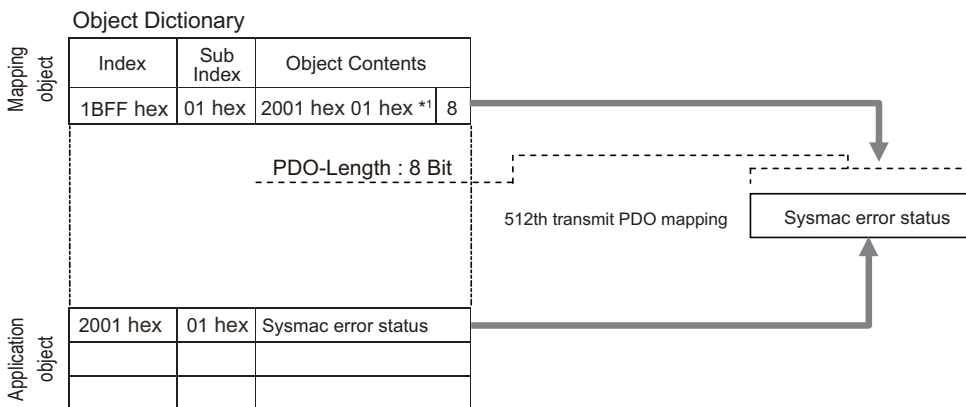 Object Dictionary
Mapping object
Index Sub Index Object Contents
1BFF hex 01 hex 2001 hex 01 hex *1 8
PDO-Length : 8 Bit
512th transmit PDO mapping
Sysmac error status
Application object
2001 hex 01 hex Sysmac error status